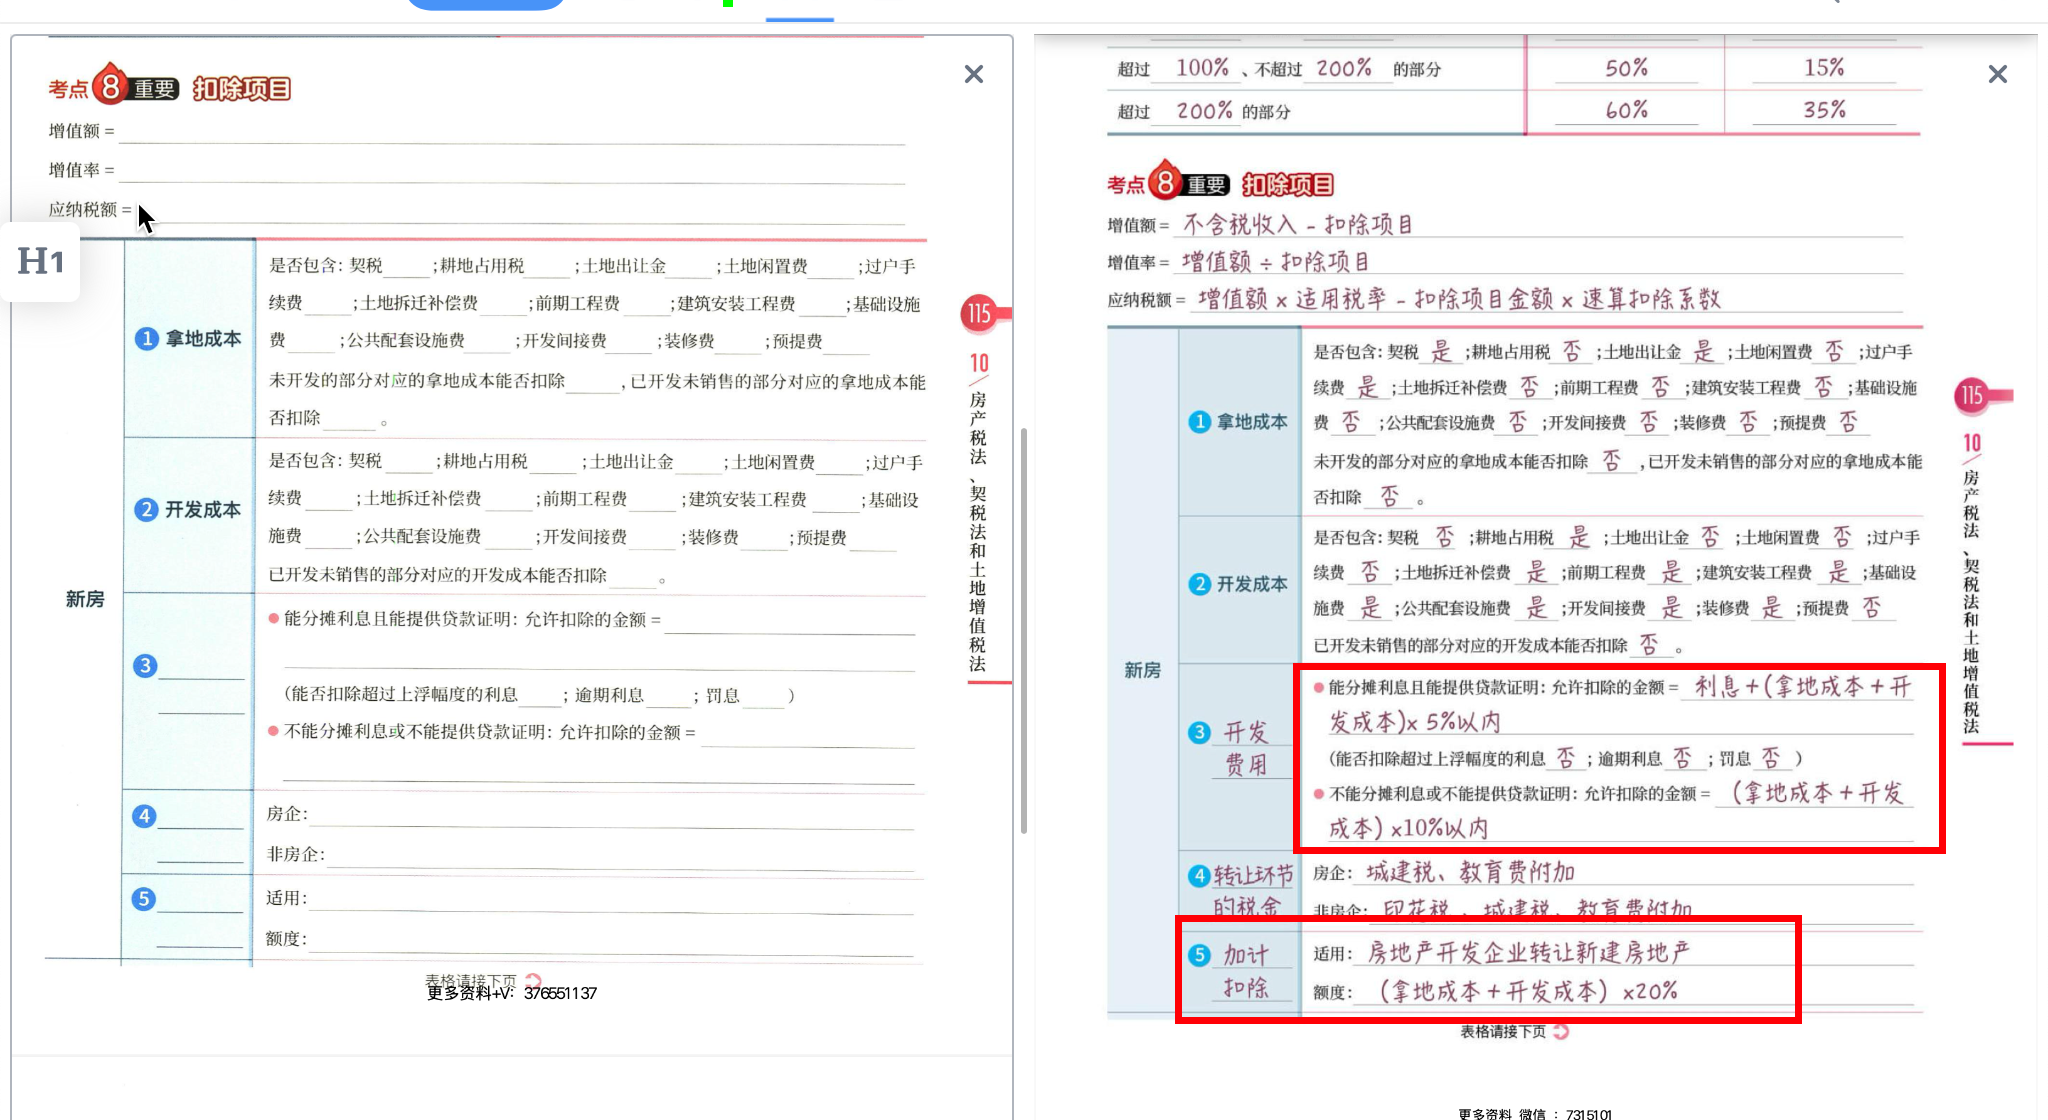 考点 8 重要 扣除项目
增值额 =
增值率 =
应纳税额 =
H1
新房
1 拿地成本
是否包含: 契税____;耕地占用税____;土地出让金____;土地闲置费____;过户手
续费____;土地拆迁补偿费____;前期工程费____;建筑安装工程费____;基础设施
费____;公共配套设施费____;开发间接费____;装修费____;预提费____
未开发的部分对应的拿地成本能否扣除____,已开发未销售的部分对应的拿地成本能
否扣除____。
2 开发成本
是否包含: 契税____;耕地占用税____;土地出让金____;土地闲置费____;过户手
续费____;土地拆迁补偿费____;前期工程费____;建筑安装工程费____;基础设
施费____;公共配套设施费____;开发间接费____;装修费____;预提费____
已开发未销售的部分对应的开发成本能否扣除____。
3
● 能分摊利息且能提供贷款证明: 允许扣除的金额 =
(能否扣除超过上浮幅度的利息____; 逾期利息____; 罚息____)
● 不能分摊利息或不能提供贷款证明: 允许扣除的金额 =
4
房企:
非房企:
5
适用:
额度:
表格请接下页
更多资料+V: 376551137
115
10
房产税法、契税法和土地增值税法
超过 100% 、不超过 200% 的部分 50% 15%
超过 200% 的部分 60% 35%
考点 8 重要 扣除项目
增值额 = 不含税收入 - 扣除项目
增值率 = 增值额 ÷ 扣除项目
应纳税额 = 增值额 × 适用税率 - 扣除项目金额 × 速算扣除系数
新房
1 拿地成本
是否包含: 契税 是 ;耕地占用税 否 ;土地出让金 是 ;土地闲置费 否 ;过户手
续费 是 ;土地拆迁补偿费 否 ;前期工程费 否 ;建筑安装工程费 否 ;基础设施
费 否 ;公共配套设施费 否 ;开发间接费 否 ;装修费 否 ;预提费 否
未开发的部分对应的拿地成本能否扣除 否 ,已开发未销售的部分对应的拿地成本能
否扣除 否 。
2 开发成本
是否包含: 契税 否 ;耕地占用税 是 ;土地出让金 否 ;土地闲置费 否 ;过户手
续费 否 ;土地拆迁补偿费 是 ;前期工程费 是 ;建筑安装工程费 是 ;基础设
施费 是 ;公共配套设施费 是 ;开发间接费 是 ;装修费 是 ;预提费 否
已开发未销售的部分对应的开发成本能否扣除 否 。
3 开发
费用
● 能分摊利息且能提供贷款证明: 允许扣除的金额 = 利息+(拿地成本+开
发成本)x 5%以内
(能否扣除超过上浮幅度的利息 否 ; 逾期利息 否 ; 罚息 否 )
● 不能分摊利息或不能提供贷款证明: 允许扣除的金额 = (拿地成本+开发
成本) x10%以内
4 转让环节
的税金
房企: 城建税、教育费附加
非房企: 印花税、城建税、教育费附加
5 加计
扣除
适用: 房地产开发企业转让新建房地产
额度: (拿地成本+开发成本) x20%
表格请接下页
115
10
房产税法、契税法和土地增值税法
更多资料 微信 : 7315101